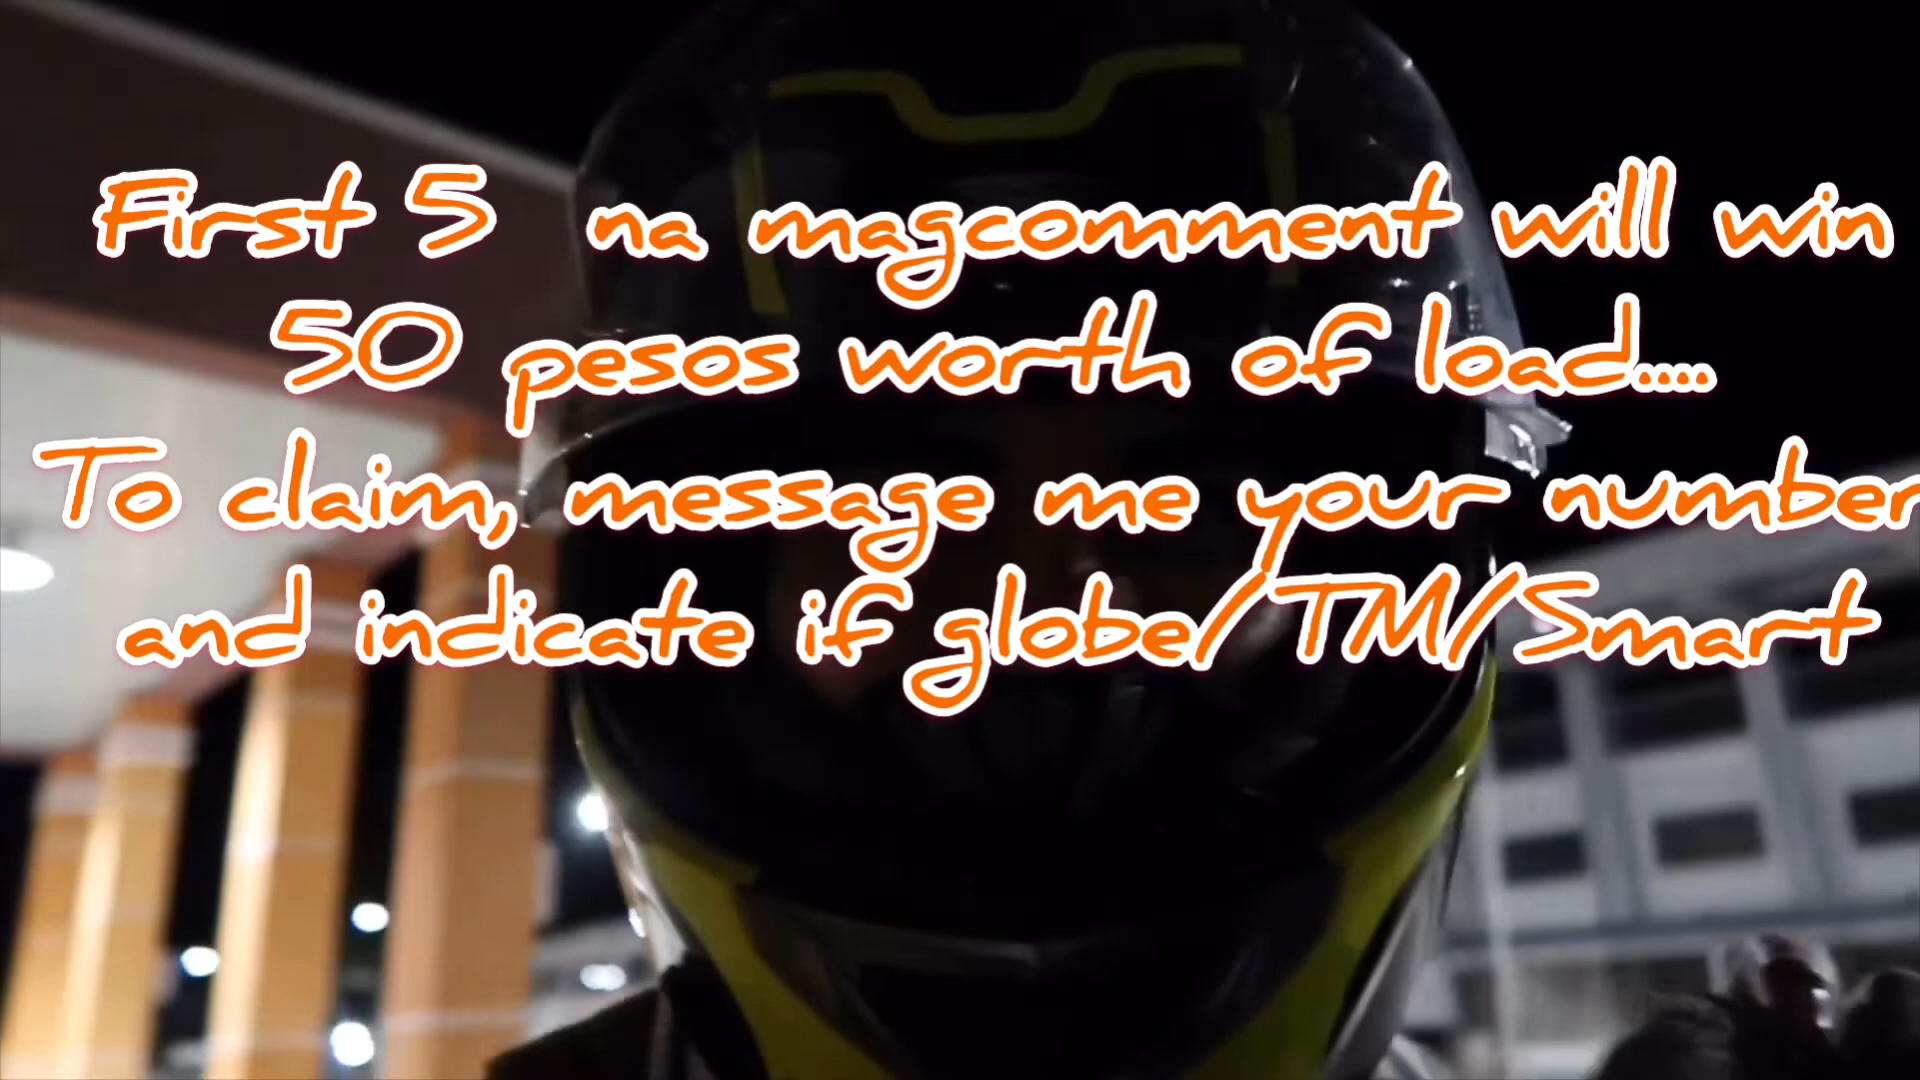 First 5 na magcomment will win
50 pesos worth of load....
To claim, message me your number
and indicate if globe/TM/Smart